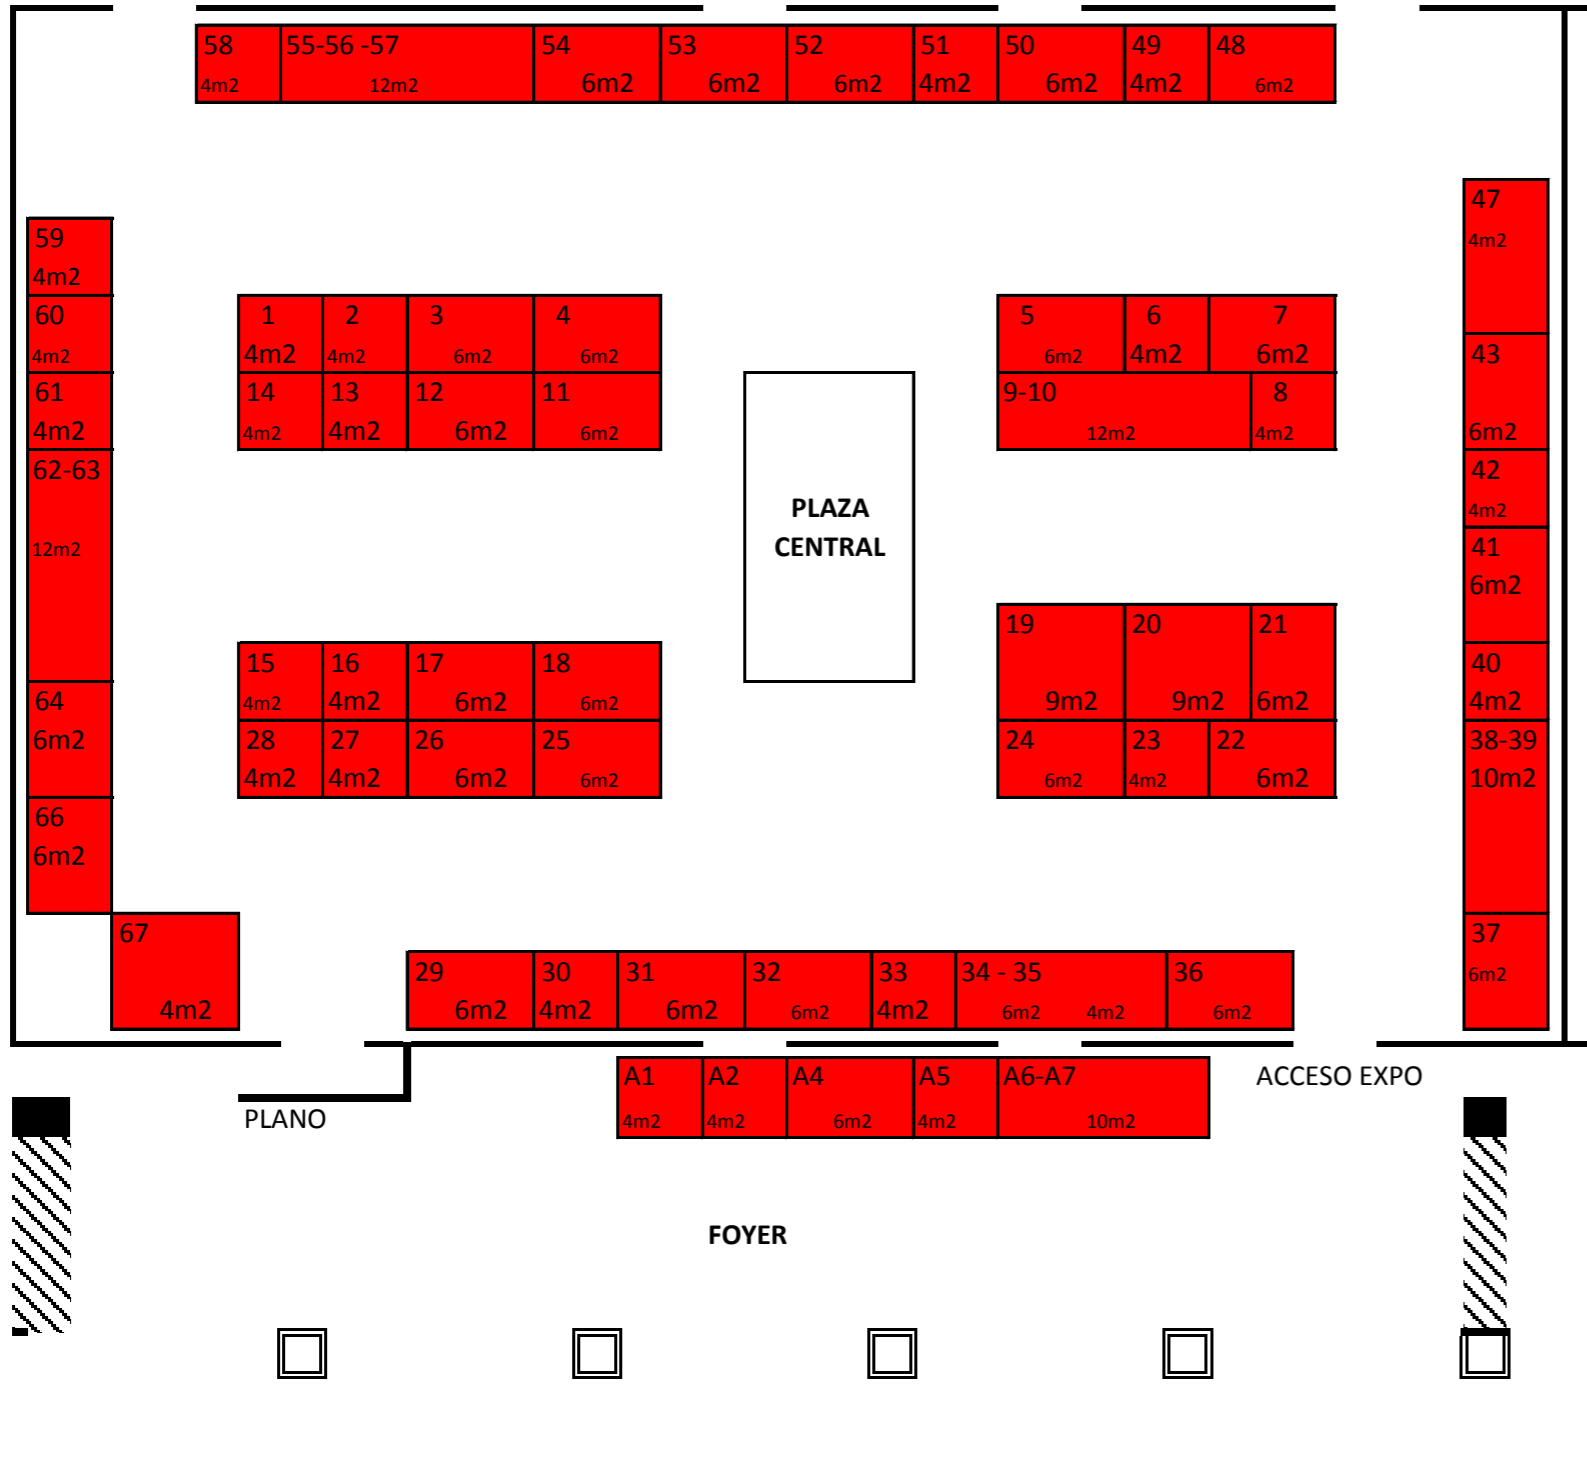 58 55-56 -57 54 53 52 51 50 49 48
4m2 12m2 6m2 6m2 6m2 4m2 6m2 4m2 6m2
47
59 4m2
4m2
60 1 2 3 4 5 6 7
4m2 4m2 4m2 6m2 6m2 6m2 4m2 6m2
43
61 14 13 12 11 9-10 8
4m2 4m2 4m2 6m2 6m2 12m2 4m2 6m2
62-63 42
PLAZA 4m2
12m2 CENTRAL 41
6m2
19 20 21
15 16 17 18 40
64 4m2 4m2 6m2 6m2 9m2 9m2 6m2 4m2
6m2 28 27 26 25 24 23 22 38-39
4m2 4m2 6m2 6m2 6m2 4m2 6m2 10m2
66
6m2
67 37
29 30 31 32 33 34 - 35 36 6m2
4m2 6m2 4m2 6m2 6m2 4m2 6m2 4m2 6m2
A1 A2 A4 A5 A6-A7 ACCESO EXPO
PLANO 4m2 4m2 6m2 4m2 10m2
FOYER